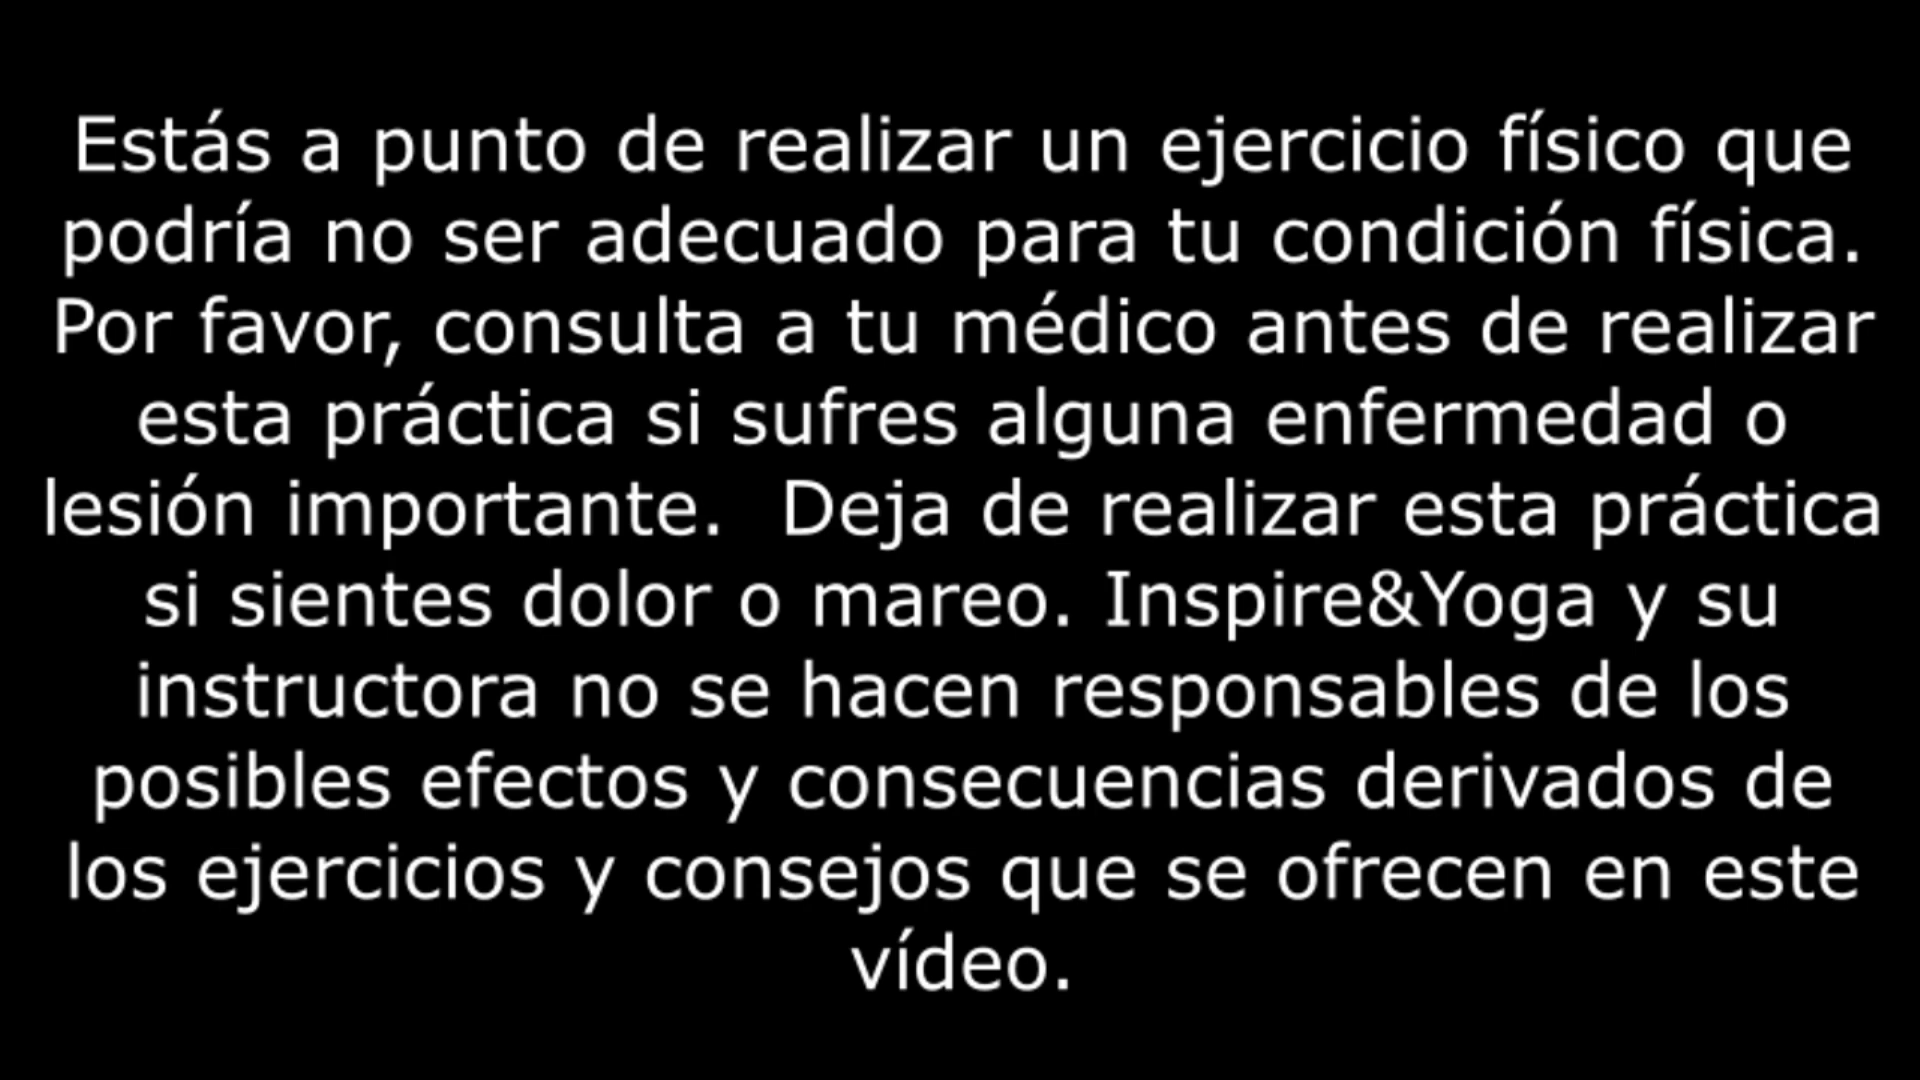 Estás a punto de realizar un ejercicio físico que
podría no ser adecuado para tu condición física.
Por favor, consulta a tu médico antes de realizar
esta práctica si sufres alguna enfermedad o
lesión importante.  Deja de realizar esta práctica
si sientes dolor o mareo. Inspire&Yoga y su
instructora no se hacen responsables de los
posibles efectos y consecuencias derivados de
los ejercicios y consejos que se ofrecen en este
vídeo.